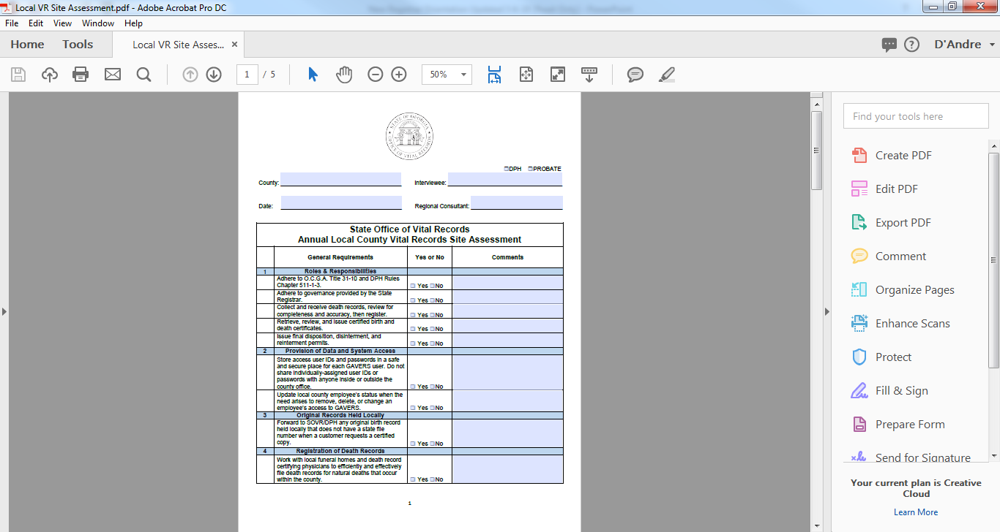 Local VR Site Assessment.pdf - Adobe Acrobat Pro DC
File Edit View Window Help
Home Tools Local VR Site Asses... × D'Andre
1 / 5 50%
STATE OF GEORGIA
OFFICE OF VITAL RECORDS
DPH PROBATE
County: Interviewee:
Date: Regional Consultant:
State Office of Vital Records
Annual Local County Vital Records Site Assessment
General Requirements Yes or No Comments
1 Roles & Responsibilities
Adhere to O.C.G.A. Title 31-10 and DPH Rules
Chapter 511-1-3. Yes No
Adhere to governance provided by the State
Registrar. Yes No
Collect and receive death records, review for
completeness and accuracy, then register. Yes No
Retrieve, review, and issue certified birth and
death certificates. Yes No
Issue final disposition, disinterment, and
reinterment permits. Yes No
2 Provision of Data and System Access
Store access user IDs and passwords in a safe
and secure place for each GAVERS user. Do not
share individually-assigned user IDs or
passwords with anyone inside or outside the
county office. Yes No
Update local county employee's status when the
need arises to remove, delete, or change an
employee's access to GAVERS. Yes No
3 Original Records Held Locally
Forward to SOVR/DPH any original birth record
held locally that does not have a state file
number when a customer requests a certified
copy. Yes No
4 Registration of Death Records
Work with local funeral homes and death record
certifying physicians to efficiently and effectively
file death records for natural deaths that occur
within the county. Yes No
1
Find your tools here
Create PDF
Edit PDF
Export PDF
Comment
Organize Pages
Enhance Scans
Protect
Fill & Sign
Prepare Form
Send for Signature
Your current plan is Creative
Cloud
Learn More